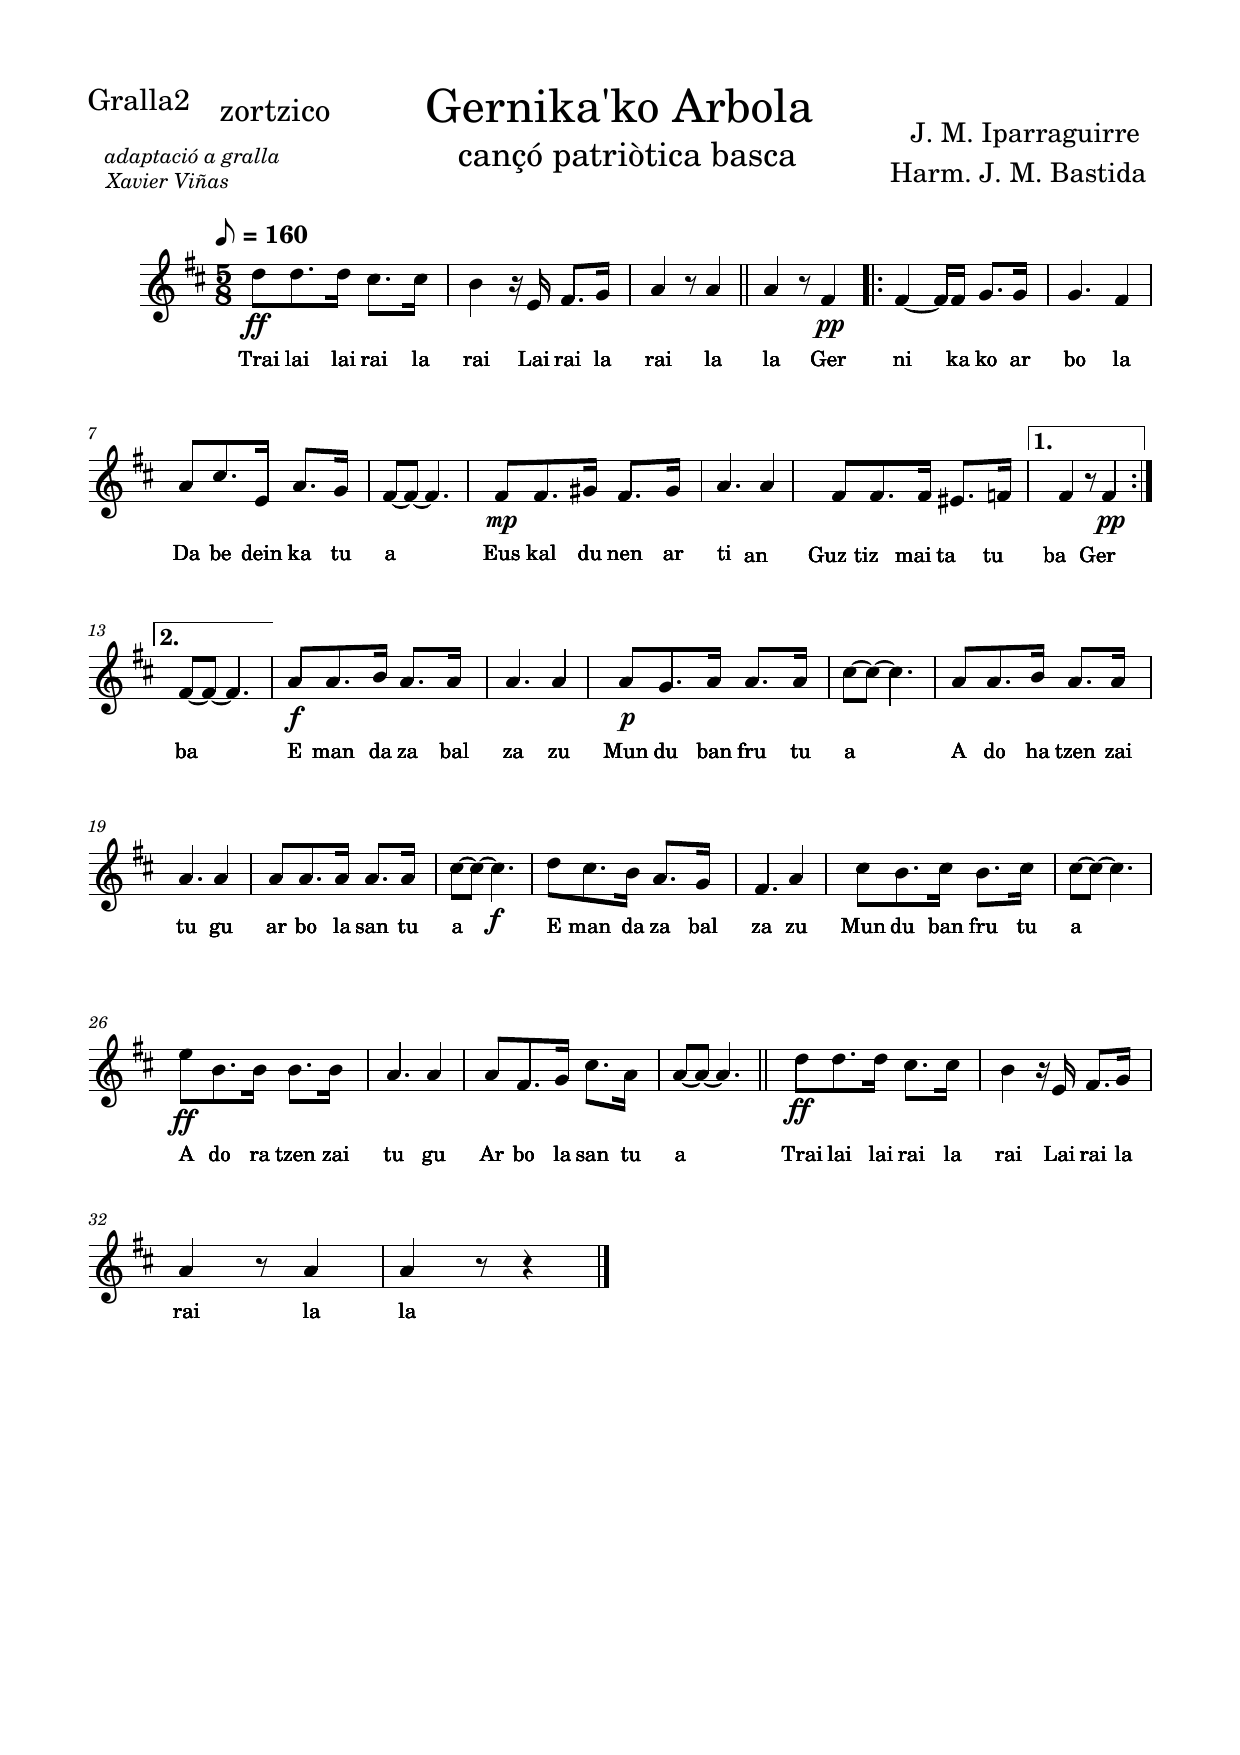 Gralla2
zortzico
Gernika'ko Arbola
cançó patriòtica basca
adaptació a gralla
Xavier Viñas
J. M. Iparraguirre
Harm. J. M. Bastida
= 160
5
8
ff pp
Trai lai lai rai la rai Lai rai la rai la la Ger ni ka ko ar bo la
7
1.
mp pp
Da be dein ka tu a Eus kal du nen ar ti an Guz tiz mai ta tu ba Ger
13
2.
f p
ba E man da za bal za zu Mun du ban fru tu a A do ha tzen zai
19
f
tu gu ar bo la san tu a E man da za bal za zu Mun du ban fru tu a
26
ff ff
A do ra tzen zai tu gu Ar bo la san tu a Trai lai lai rai la rai Lai rai la
32
rai la la